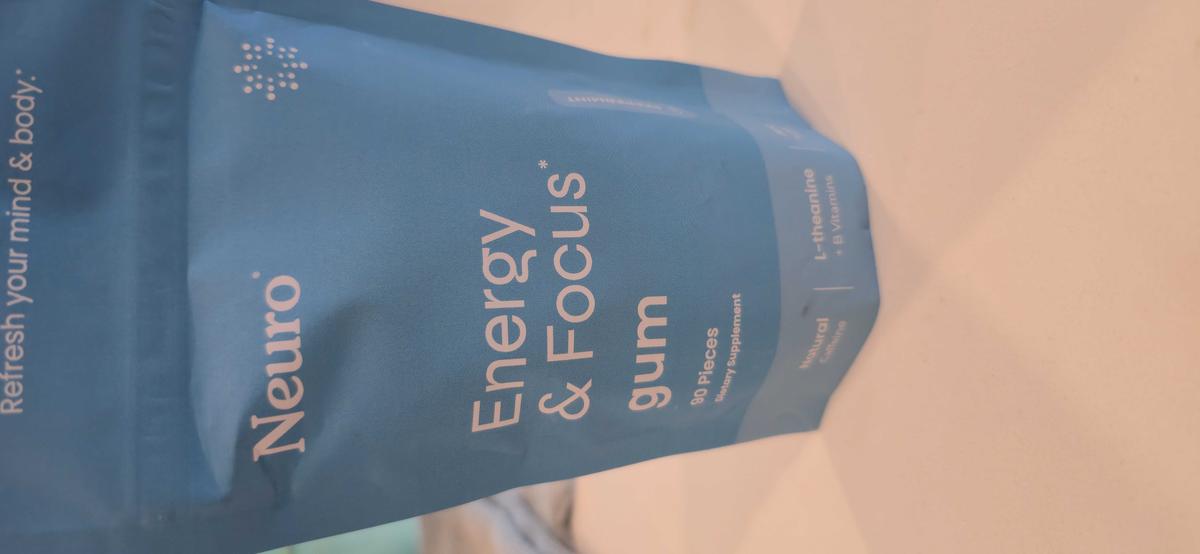 Refresh your mind & body.*
Neuro
Energy
& Focus*
gum
90 Pieces
Dietary Supplement
Natural
Caffeine
L-theanine
+ B Vitamins